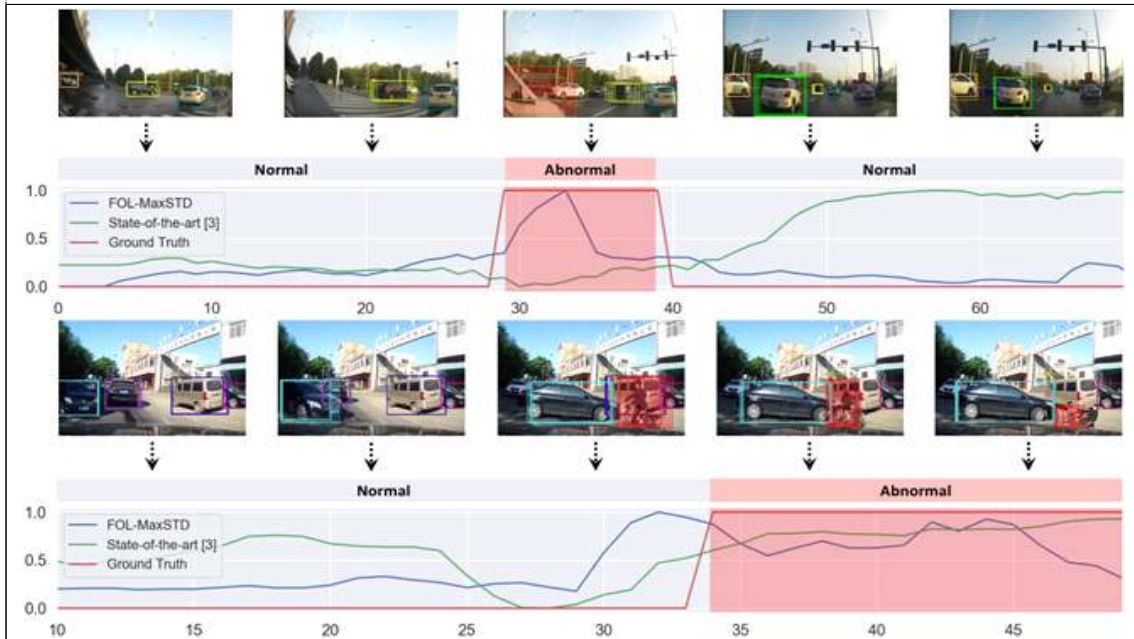 Normal Abnormal Normal
1.0
FOL-MaxSTD
State-of-the-art [3]
0.5
Ground Truth
0.0
0 10 20 30 40 50 60
Normal Abnormal
1.0
FOL-MaxSTD
State-of-the-art [3]
0.5
Ground Truth
0.0
10 15 20 25 30 35 40 45